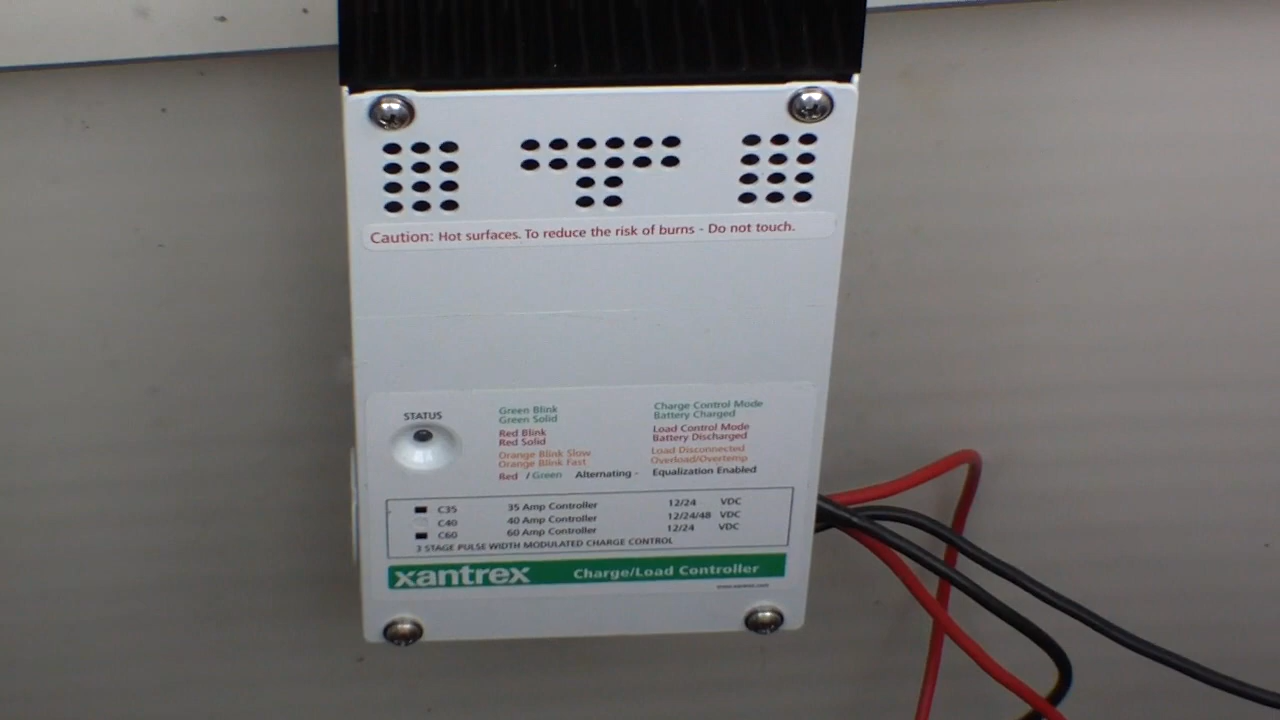 Caution: Hot surfaces. To reduce the risk of burns - Do not touch.
STATUS
Green Blink Charge Control Mode
Green Solid Battery Charged
Red Blink Load Control Mode
Red Solid Battery Discharged
Orange Blink Slow Load Disconnected
Orange Blink Fast Overload/Overtemp
Red / Green Alternating - Equalization Enabled
C35 35 Amp Controller 12/24 VDC
C40 40 Amp Controller 12/24/48 VDC
C60 60 Amp Controller 12/24 VDC
3 STAGE PULSE WIDTH MODULATED CHARGE CONTROL
xantrex Charge/Load Controller
www.xantrex.com